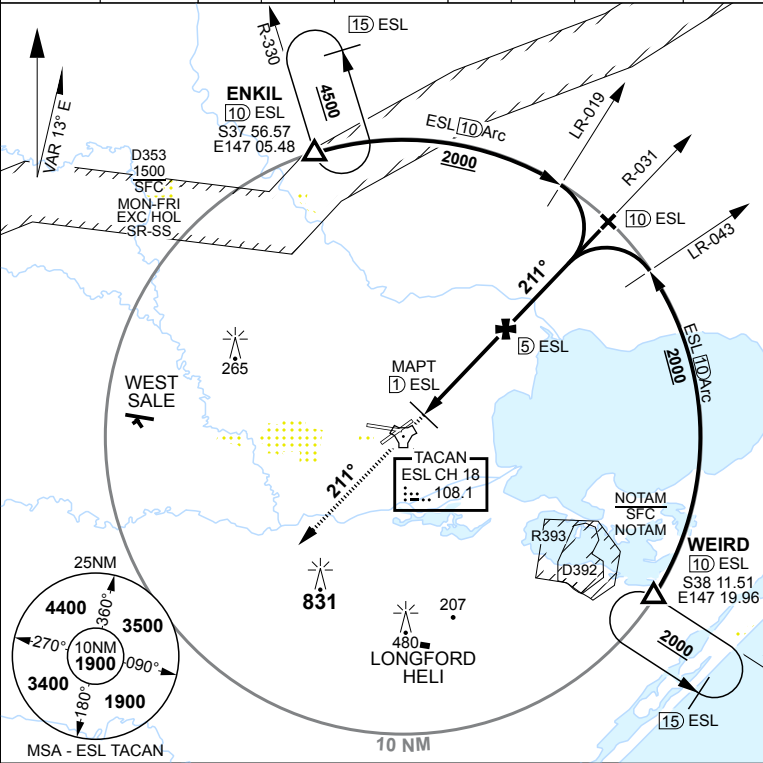 R-330
15 ESL
VAR 13° E
ENKIL
10 ESL
S37 56.57
E147 05.48
4500
ESL 10 Arc
2000
LR-019
R-031
10 ESL
LR-043
D353
1500
SFC
MON-FRI
EXC HOL
SR-SS
211°
5 ESL
ESL 10 Arc
2000
265
MAPT
1 ESL
WEST
SALE
TACAN
ESL CH 18
108.1
211°
NOTAM
SFC
NOTAM
R393
D392
WEIRD
10 ESL
S38 11.51
E147 19.96
2000
15 ESL
831
480
207
LONGFORD
HELI
25NM
4400
360°
3500
270°
10NM
1900
090°
3400
180°
1900
MSA - ESL TACAN
10 NM